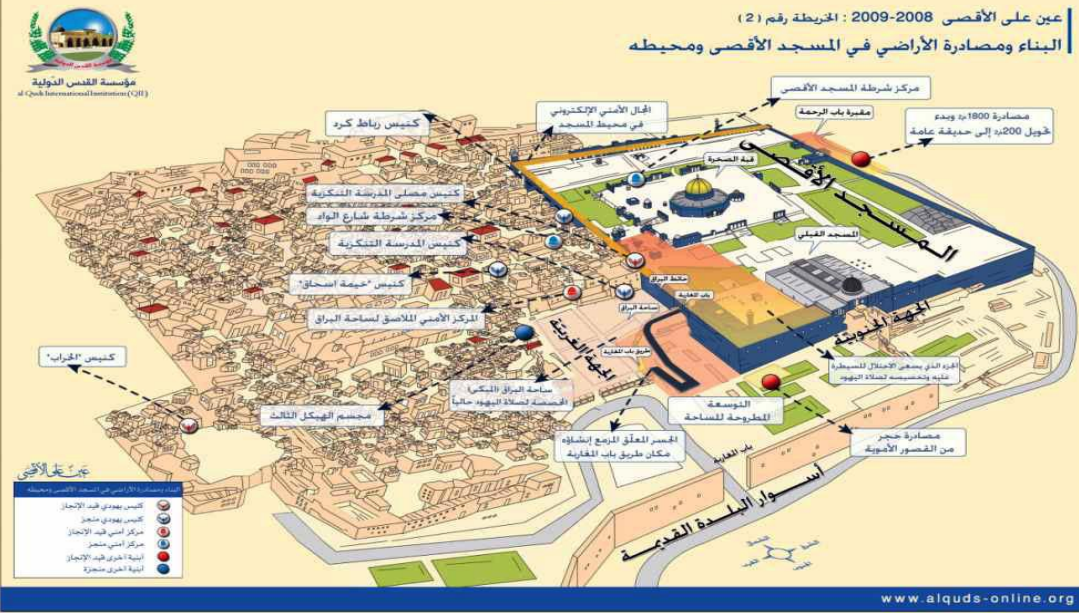 عين على الأقصى 2008-2009 : الخريطة رقم (2)
البناء ومصادرة الأراضي في المسجد الأقصى ومحيطه
مؤسسة القدس الدولية
al Quds International Institution (QII)
مركز شرطة المسجد الأقصى
المجال الأمني الإلكتروني
في محيط المسجد
مقبرة باب الرحمة
مصادرة 1800م٢ وبدء
تحويل 200م٢ إلى حديقة عامة
كنيس رباط كرد
قبة الصخرة
المسجد الأقصى
كنيس مصلى المدرسة التنكزية
مركز شرطة شارع الواد
كنيس المدرسة التنكزية
المسجد القبلي
كنيس "خيمة اسحاق"
حائط البراق
باب المغاربة
ساحة البراق
المركز الأمني الملاصق لساحة البراق
الجهة الجنوبية
الجهة الغربية
طريق باب المغاربة
كنيس "الخراب"
الجزء الذي يسعى الاحتلال للسيطرة
عليه وتخصيصه لصلاة اليهود
ساحة البراق (المبكى)
المخصصة لصلاة اليهود حالياً
مجسم الهيكل الثالث
التوسعة
المطروحة للساحة
الجسر المعلّق المزمع إنشاؤه
مكان طريق باب المغاربة
مصادرة حجر
من القصور الأموية
باب المغاربة
أسوار البلدة القديمة
عين على الأقصى
البناء ومصادرة الأراضي في المسجد الأقصى ومحيطه
كنيس يهودي قيد الإنجاز
كنيس يهودي منجز
مركز أمني قيد الإنجاز
مركز أمني منجز
أبنية أخرى قيد الإنجاز
أبنية أخرى منجزة
www.alquds-online.org